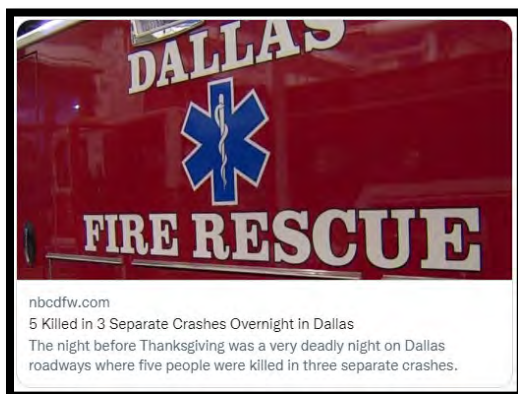 DALLAS
FIRE RESCUE
nbcdfw.com
5 Killed in 3 Separate Crashes Overnight in Dallas
The night before Thanksgiving was a very deadly night on Dallas
roadways where five people were killed in three separate crashes.